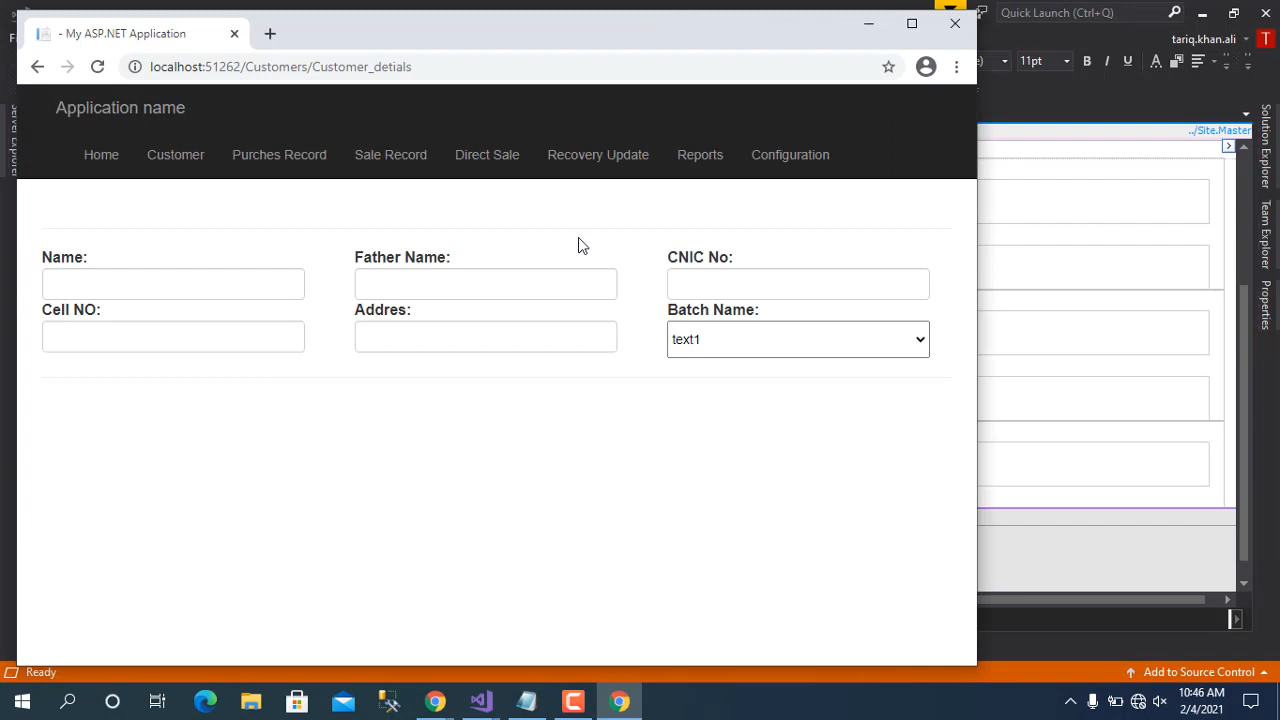 Quick Launch (Ctrl+Q)
- My ASP.NET Application
tariq.khan.ali T
localhost:51262/Customers/Customer_detials
11pt B I U A
Application name
Home Customer Purches Record Sale Record Direct Sale Recovery Update Reports Configuration
../Site.Master
Solution Explorer
Team Explorer
Properties
Name: Father Name: CNIC No:
Cell NO: Addres: Batch Name:
text1
Ready
Add to Source Control
10:46 AM
2/4/2021